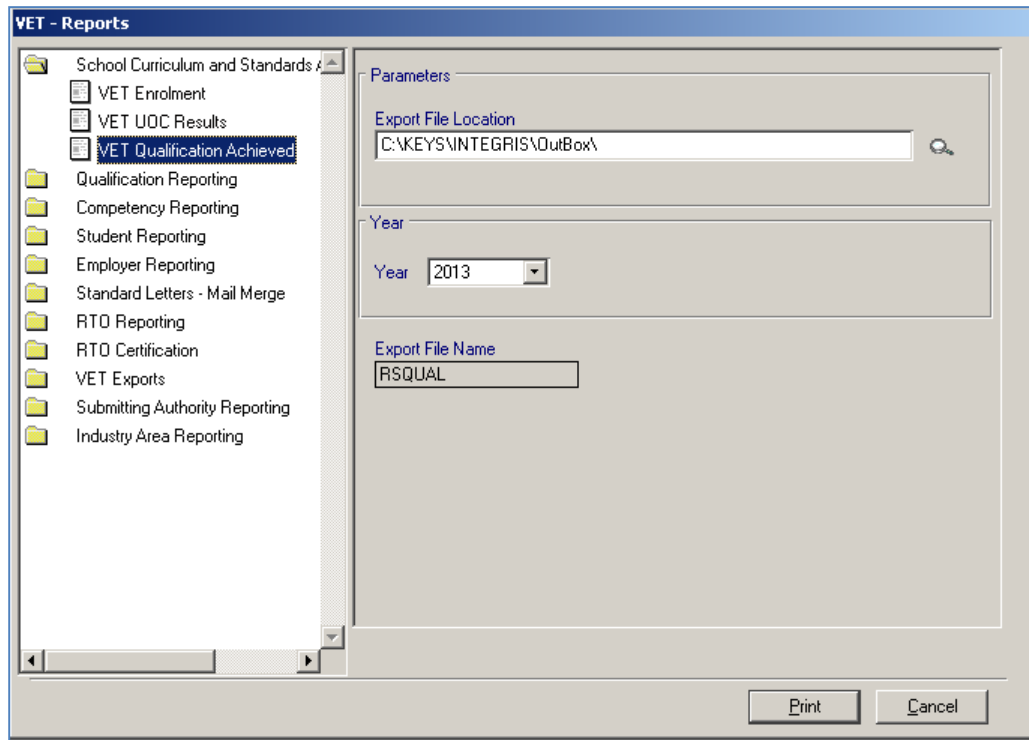 VET - Reports
School Curriculum and Standards
VET Enrolment
VET UOC Results
VET Qualification Achieved
Qualification Reporting
Competency Reporting
Student Reporting
Employer Reporting
Standard Letters - Mail Merge
RTO Reporting
RTO Certification
VET Exports
Submitting Authority Reporting
Industry Area Reporting
Parameters
Export File Location
C:\KEYS\INTEGRIS\OutBox\
Year
Year 2013
Export File Name
RSQUAL
Print Cancel